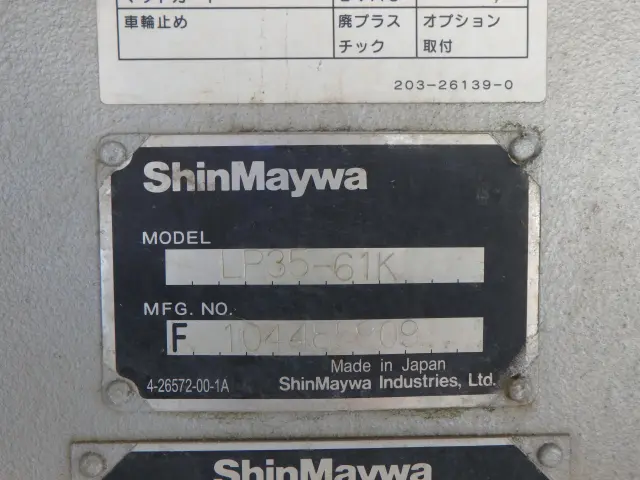 車輪止め
廃プラス
チック
オプション
取付
203-26139-0
ShinMaywa
MODEL
LP35-61K
MFG. NO.
F
Made in Japan
4-26572-00-1A
ShinMaywa Industries, Ltd.
ShinMaywa